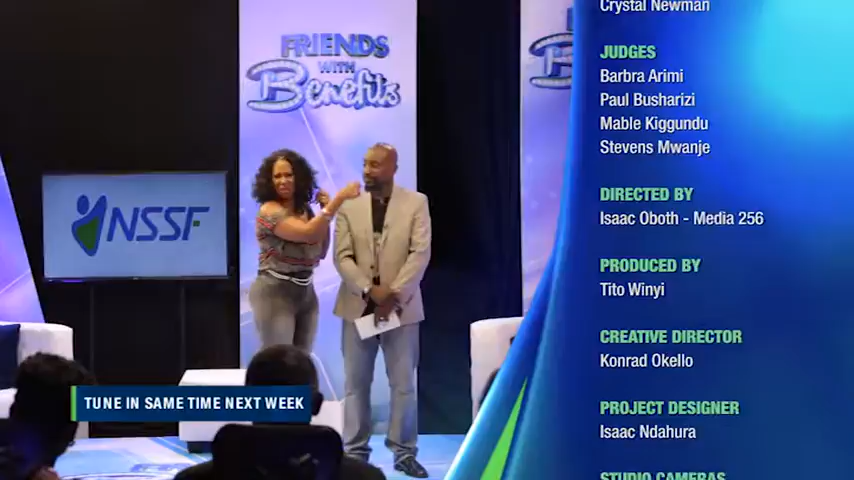 FRIENDS
WITH
Benefits
NSSF
TUNE IN SAME TIME NEXT WEEK
Crystal Newman
JUDGES
Barbra Arimi
Paul Busharizi
Mable Kiggundu
Stevens Mwanje
DIRECTED BY
Isaac Oboth - Media 256
PRODUCED BY
Tito Winyi
CREATIVE DIRECTOR
Konrad Okello
PROJECT DESIGNER
Isaac Ndahura
STUDIO CAMERAS